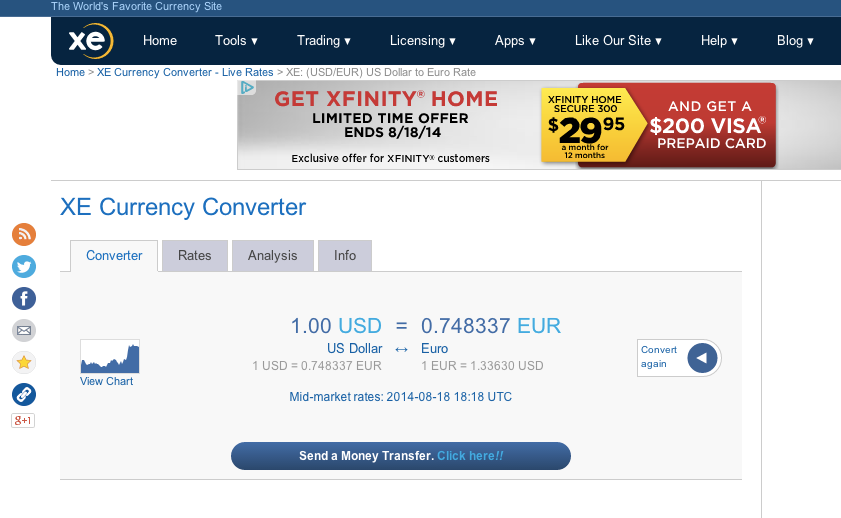 The World's Favorite Currency Site
xe
Home Tools ▾ Trading ▾ Licensing ▾ Apps ▾ Like Our Site ▾ Help ▾ Blog ▾
Home > XE Currency Converter - Live Rates > XE: (USD/EUR) US Dollar to Euro Rate
GET XFINITY® HOME
LIMITED TIME OFFER
ENDS 8/18/14
Exclusive offer for XFINITY® customers
XFINITY HOME
SECURE 300
$29.95
a month for
12 months
AND GET A
$200 VISA®
PREPAID CARD
XE Currency Converter
Converter Rates Analysis Info
1.00 USD = 0.748337 EUR
US Dollar ↔ Euro
1 USD = 0.748337 EUR 1 EUR = 1.33630 USD
View Chart
Convert
again
Mid-market rates: 2014-08-18 18:18 UTC
Send a Money Transfer. Click here!!
g+1